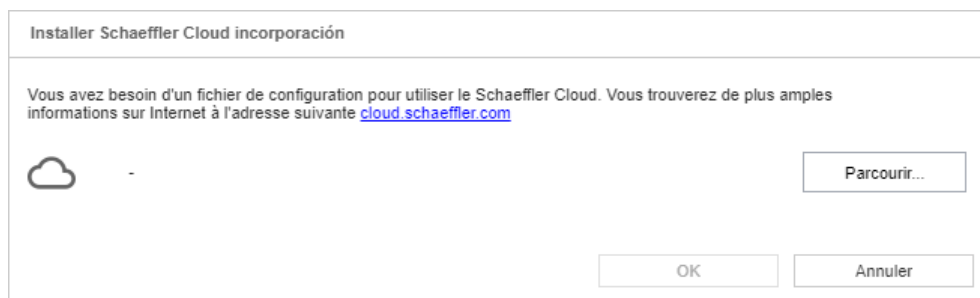 Installer Schaeffler Cloud incorporación
Vous avez besoin d'un fichier de configuration pour utiliser le Schaeffler Cloud. Vous trouverez de plus amples
informations sur Internet à l'adresse suivante cloud.schaeffler.com
-
Parcourir...
OK
Annuler